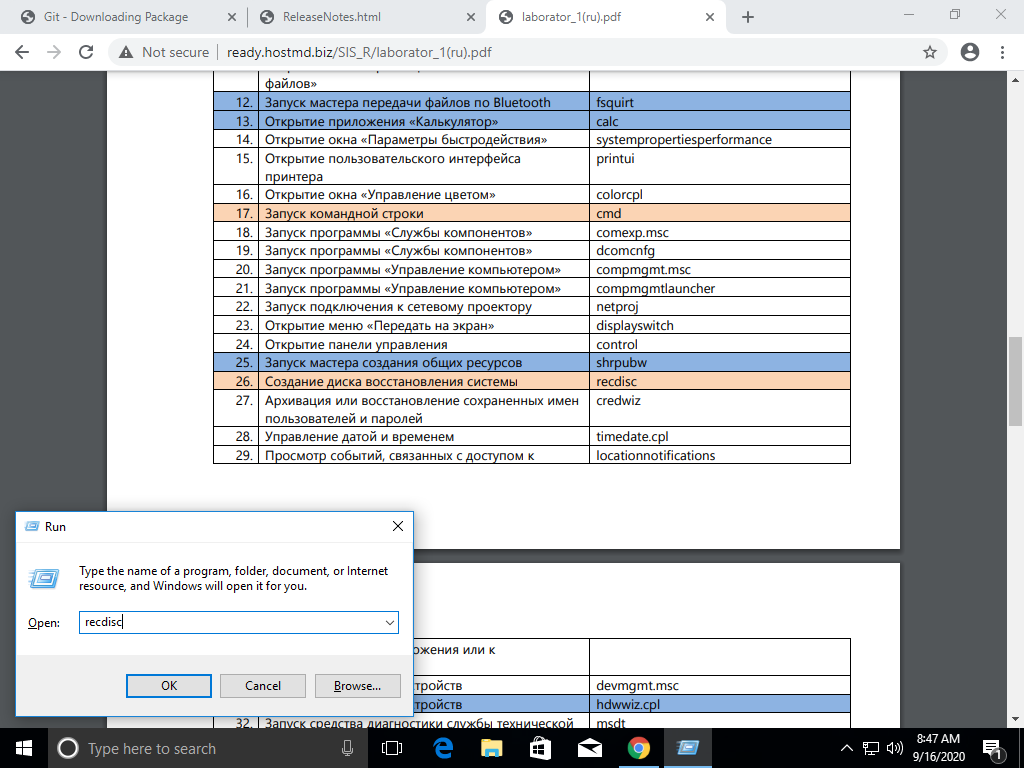 Git - Downloading Package
ReleaseNotes.html
laborator_1(ru).pdf
Not secure
ready.hostmd.biz/SIS_R/laborator_1(ru).pdf
файлов»
12. Запуск мастера передачи файлов по Bluetooth fsquirt
13. Открытие приложения «Калькулятор» calc
14. Открытие окна «Параметры быстродействия» systempropertiesperformance
15. Открытие пользовательского интерфейса printui
принтера
16. Открытие окна «Управление цветом» colorcpl
17. Запуск командной строки cmd
18. Запуск программы «Службы компонентов» comexp.msc
19. Запуск программы «Службы компонентов» dcomcnfg
20. Запуск программы «Управление компьютером» compmgmt.msc
21. Запуск программы «Управление компьютером» compmgmtlauncher
22. Запуск подключения к сетевому проектору netproj
23. Открытие меню «Передать на экран» displayswitch
24. Открытие панели управления control
25. Запуск мастера создания общих ресурсов shrpubw
26. Создание диска восстановления системы recdisc
27. Архивация или восстановление сохраненных имен credwiz
пользователей и паролей
28. Управление датой и временем timedate.cpl
29. Просмотр событий, связанных с доступом к locationnotifications
Run
Type the name of a program, folder, document, or Internet
resource, and Windows will open it for you.
Open: recdisc
OK Cancel Browse...
ожения или к
тройств devmgmt.msc
тройств hdwwiz.cpl
32. Запуск средства диагностики службы технической msdt
Type here to search
8:47 AM
9/16/2020
1